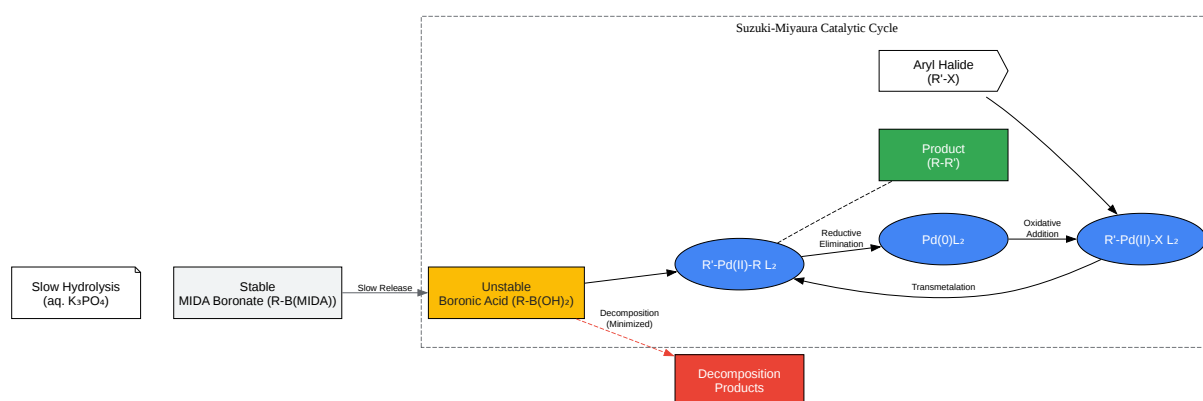 Suzuki-Miyaura Catalytic Cycle
Aryl Halide
(R'-X)
Product
(R-R')
Reductive
Elimination
Pd(0)L₂
Oxidative
Addition
R'-Pd(II)-X L₂
R'-Pd(II)-R L₂
Transmetalation
Slow Hydrolysis
(aq. K₃PO₄)
Stable
MIDA Boronate (R-B(MIDA))
Slow Release
Unstable
Boronic Acid (R-B(OH)₂)
Decomposition
(Minimized)
Decomposition
Products